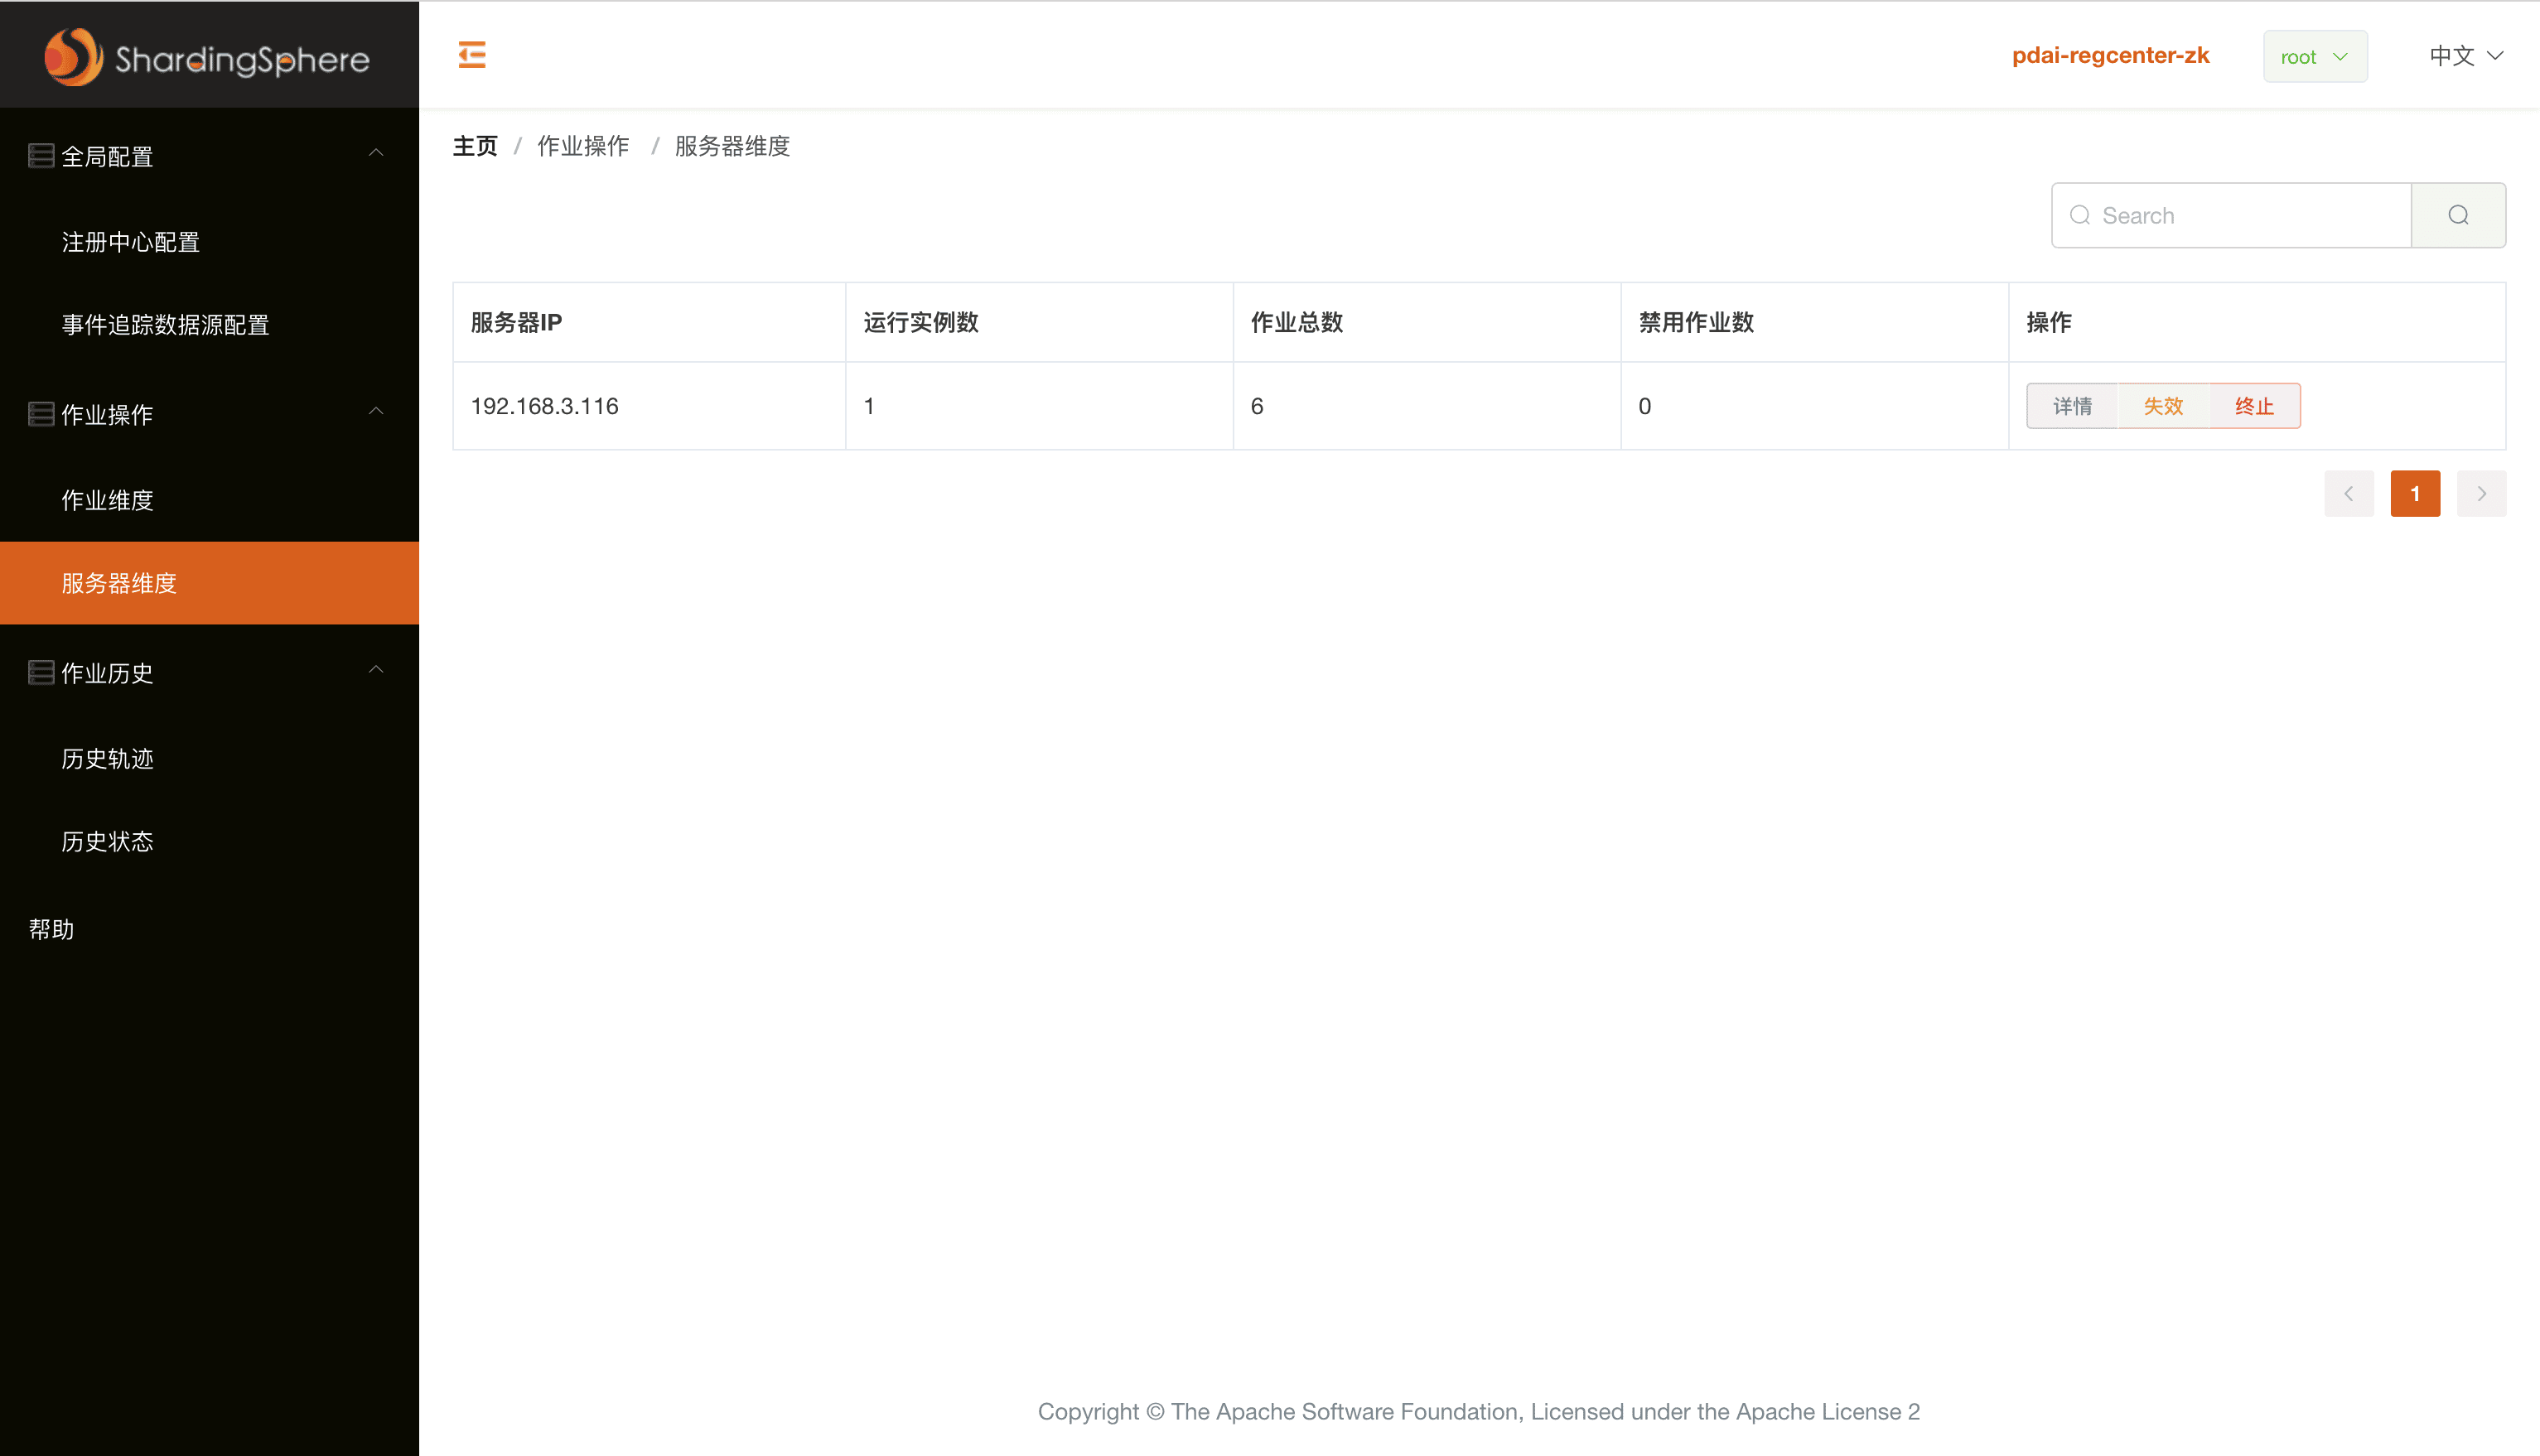 ShardingSphere
pdai-regcenter-zk
root
中文
全局配置
注册中心配置
事件追踪数据源配置
作业操作
作业维度
服务器维度
作业历史
历史轨迹
历史状态
帮助
主页 / 作业操作 / 服务器维度
Search
服务器IP 运行实例数 作业总数 禁用作业数 操作
192.168.3.116 1 6 0 详情 失效 终止
1
Copyright © The Apache Software Foundation, Licensed under the Apache License 2